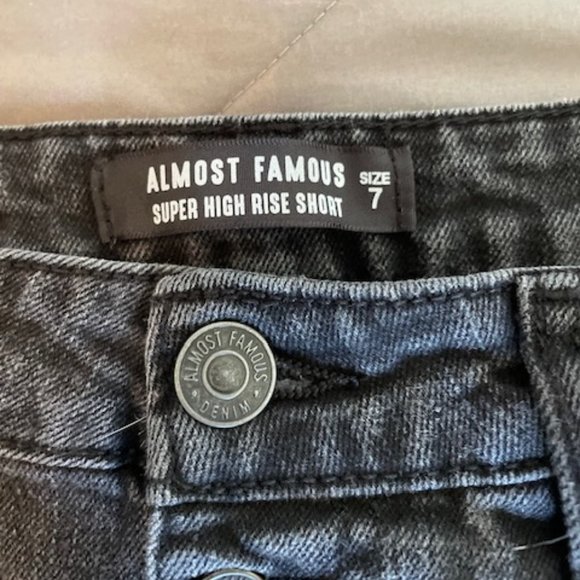 ALMOST FAMOUS
SUPER HIGH RISE SHORT
SIZE
7
ALMOST FAMOUS
DENIM